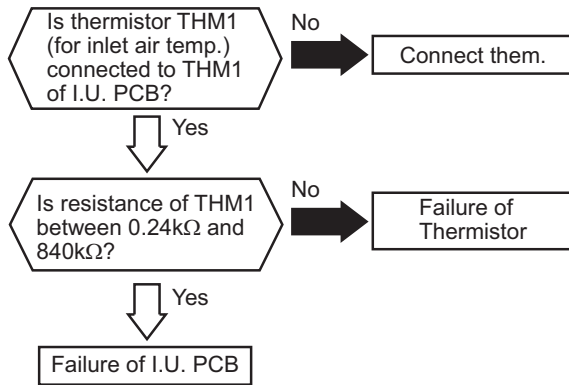 Is thermistor THM1
(for inlet air temp.)
connected to THM1
of I.U. PCB?
No
Connect them.
Yes
Is resistance of THM1
between 0.24kΩ and
840kΩ?
No
Failure of
Thermistor
Yes
Failure of I.U. PCB